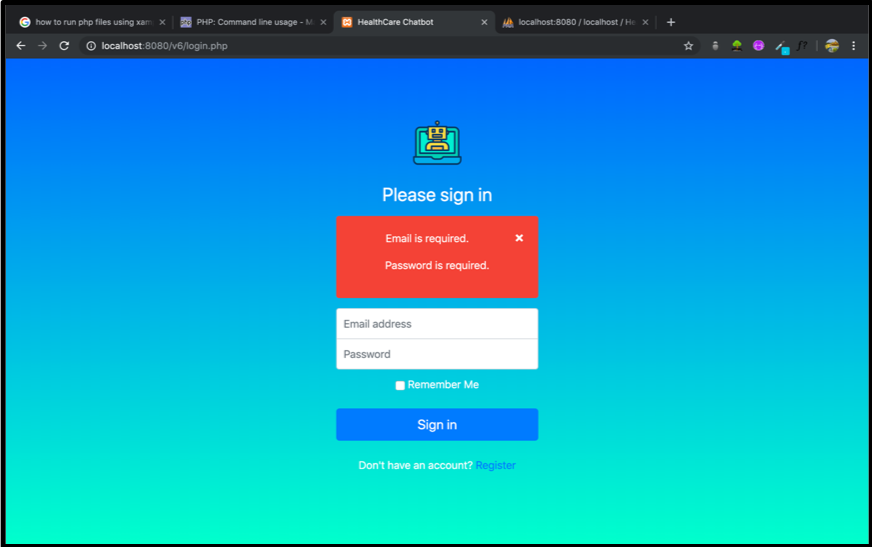 how to run php files using xam
PHP: Command line usage - M
HealthCare Chatbot
localhost:8080 / localhost / He
localhost:8080/v6/login.php
f?
Please sign in
Email is required.
Password is required.
Email address
Password
Remember Me
Sign in
Don't have an account? Register